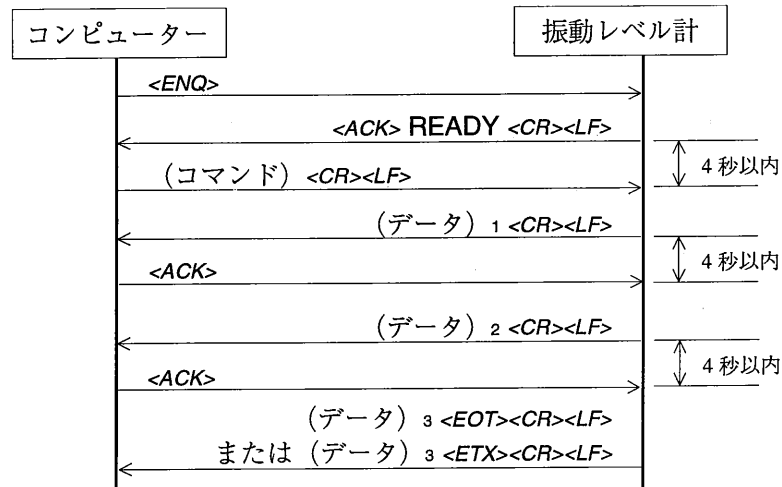 コンピューター
振動レベル計
<ENQ>
<ACK> READY <CR><LF>
4秒以内
(コマンド) <CR><LF>
(データ) 1 <CR><LF>
4秒以内
<ACK>
(データ) 2 <CR><LF>
4秒以内
<ACK>
(データ) 3 <EOT><CR><LF>
または (データ) 3 <ETX><CR><LF>